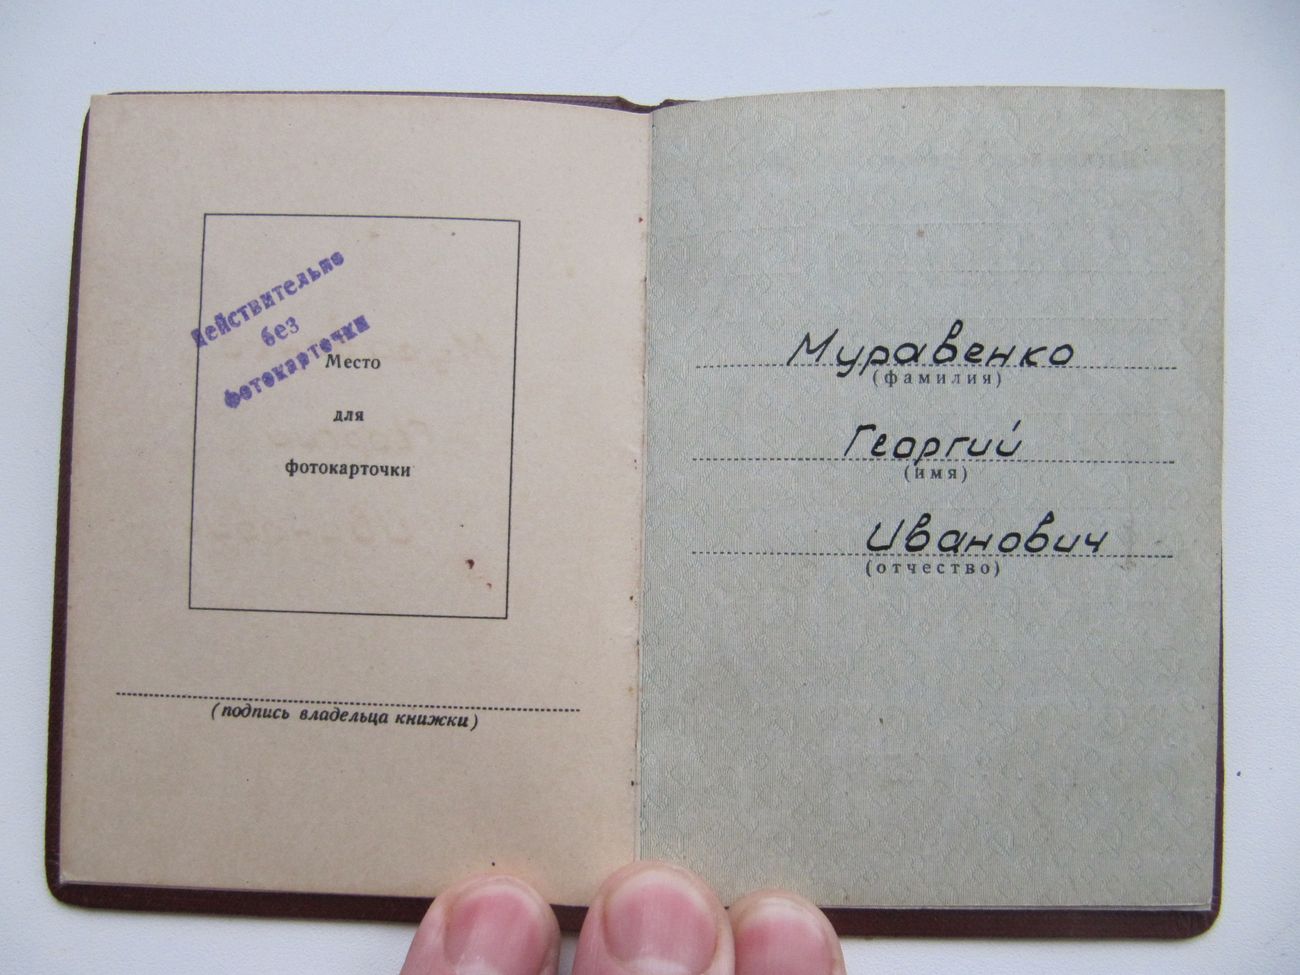 Действительно
без
фотокарточки
Место
для
фотокарточки
(подпись владельца книжки)
Муравенко
(фамилия)
Георгий
(имя)
Иванович
(отчество)